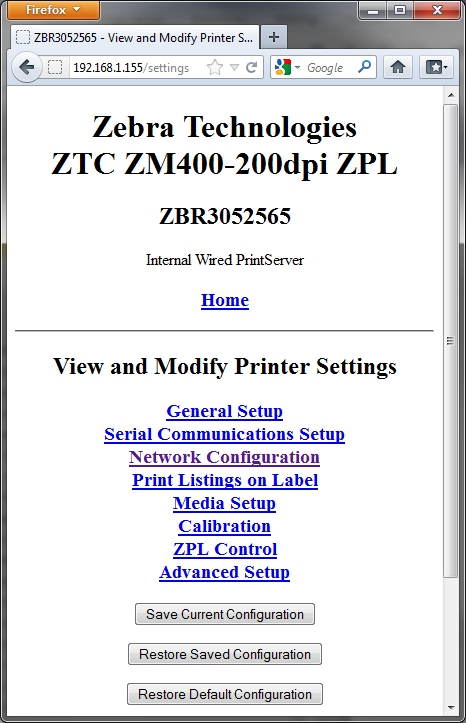 Firefox
ZBR3052565 - View and Modify Printer S...
192.168.1.155/settings
Google
Zebra Technologies
ZTC ZM400-200dpi ZPL
ZBR3052565
Internal Wired PrintServer
Home
View and Modify Printer Settings
General Setup
Serial Communications Setup
Network Configuration
Print Listings on Label
Media Setup
Calibration
ZPL Control
Advanced Setup
Save Current Configuration
Restore Saved Configuration
Restore Default Configuration